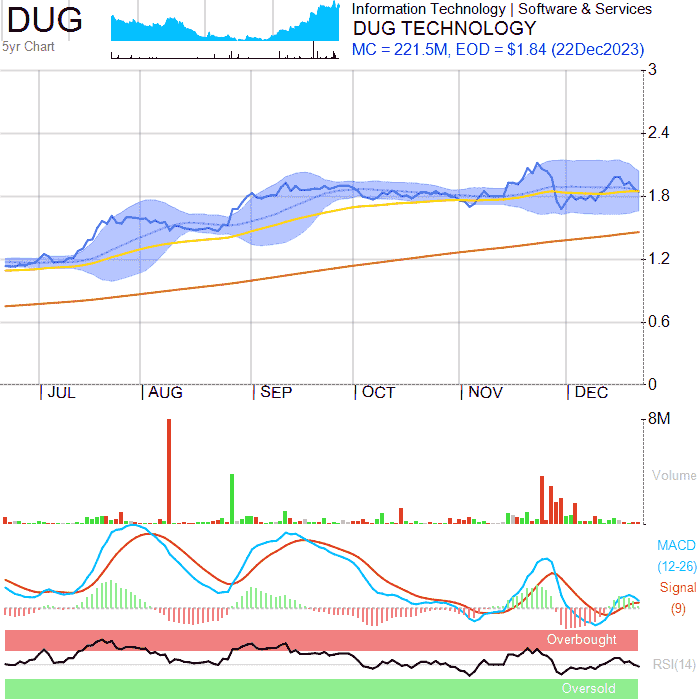 DUG
5yr Chart
Information Technology | Software & Services
DUG TECHNOLOGY
MC = 221.5M, EOD = $1.84 (22Dec2023)
3
2.4
1.8
1.2
0.6
0
JUL AUG SEP OCT NOV DEC
8M
Volume
MACD
(12-26)
Signal
(9)
Overbought
RSI(14)
Oversold